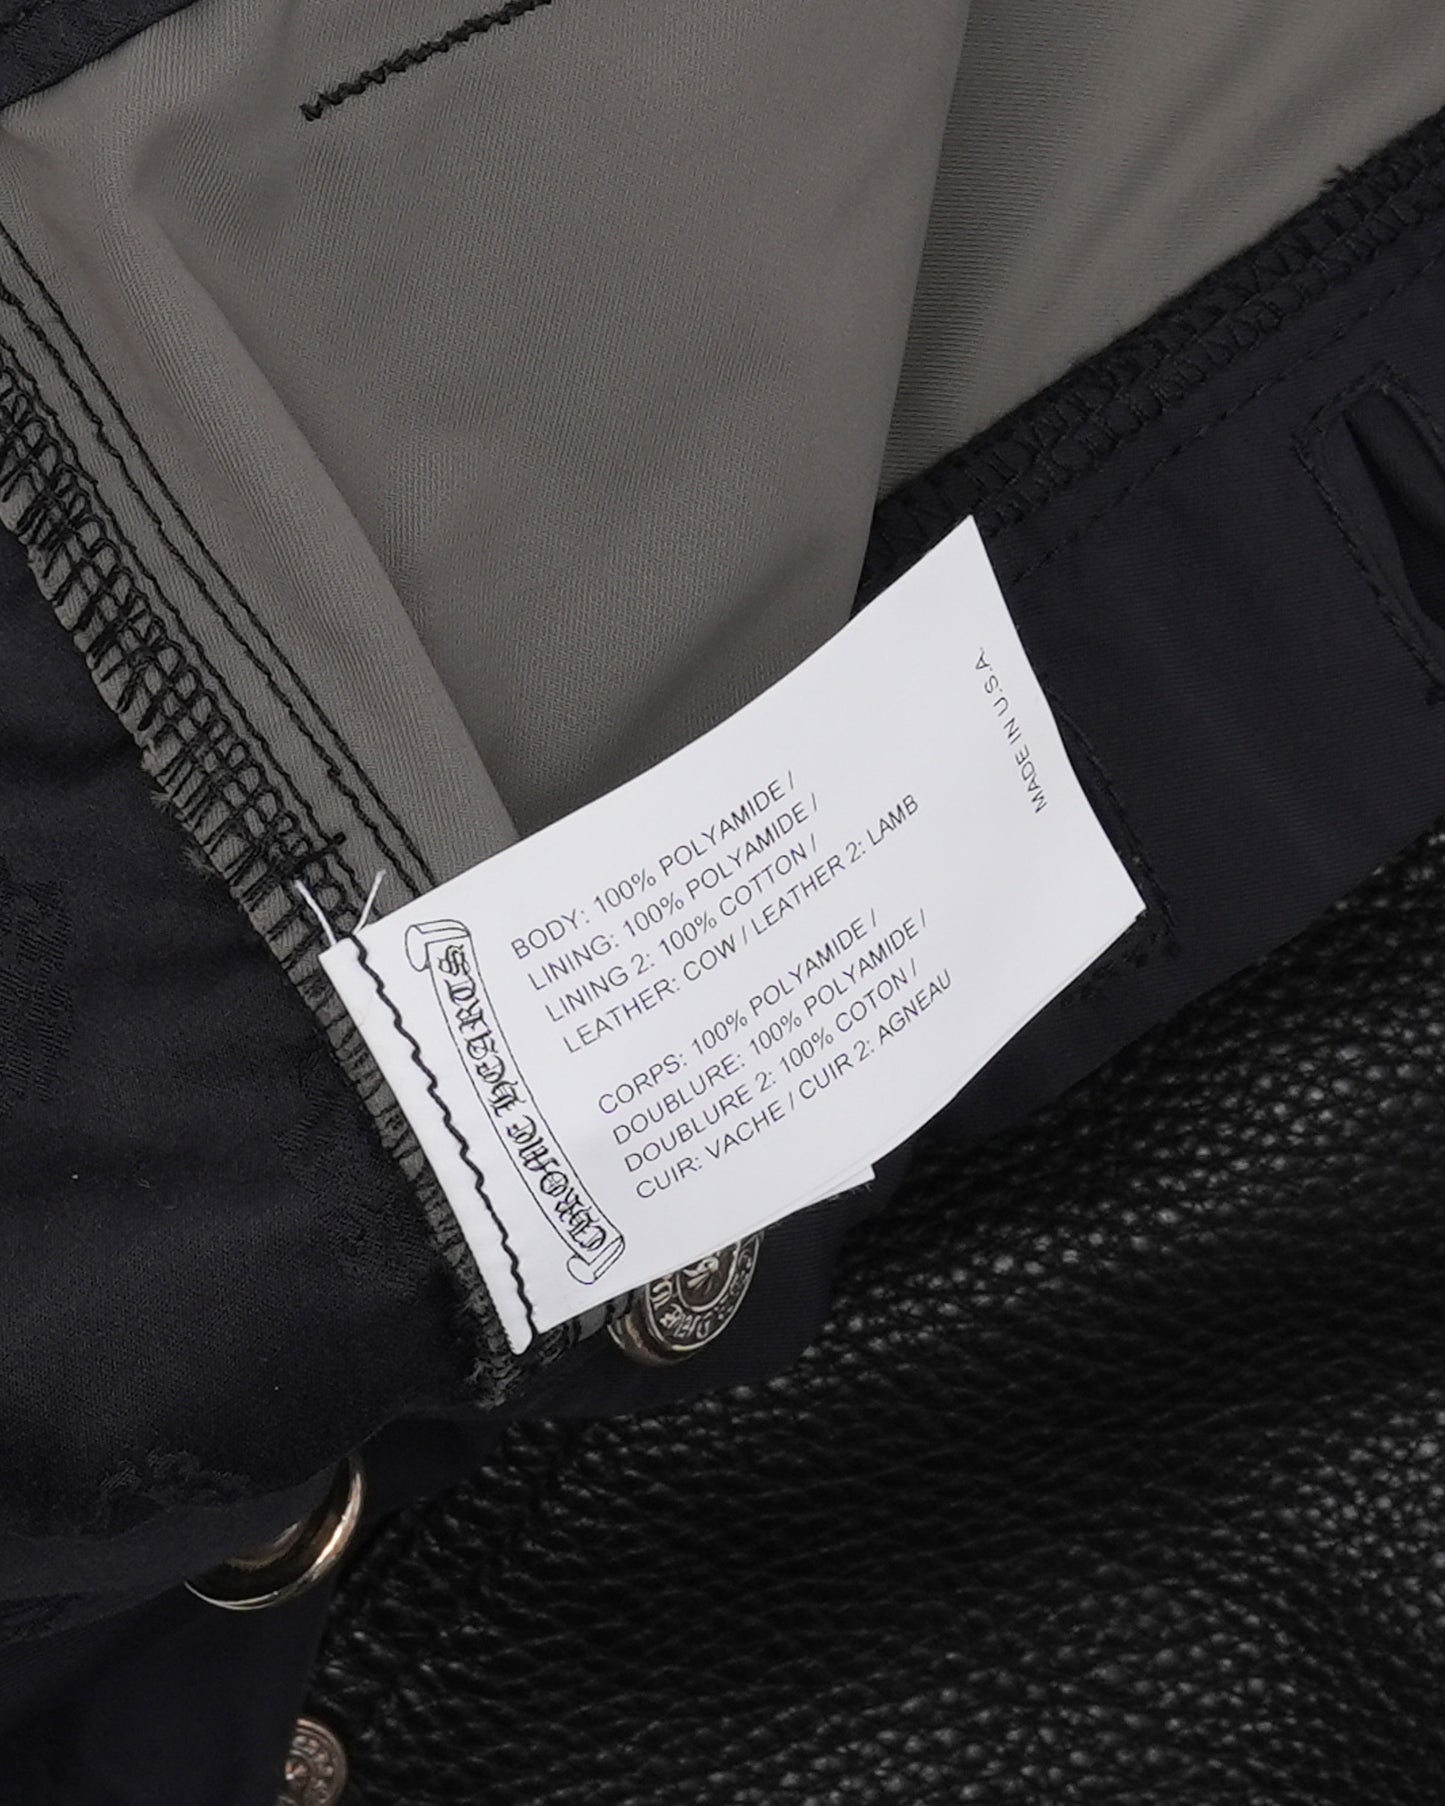 CHROME HEARTS
BODY: 100% POLYAMIDE /
LINING: 100% POLYAMIDE /
LINING 2: 100% COTTON /
LEATHER: COW / LEATHER 2: LAMB
CORPS: 100% POLYAMIDE /
DOUBLURE: 100% POLYAMIDE /
DOUBLURE 2: 100% COTON /
CUIR: VACHE / CUIR 2: AGNEAU
MADE IN U.S.A.